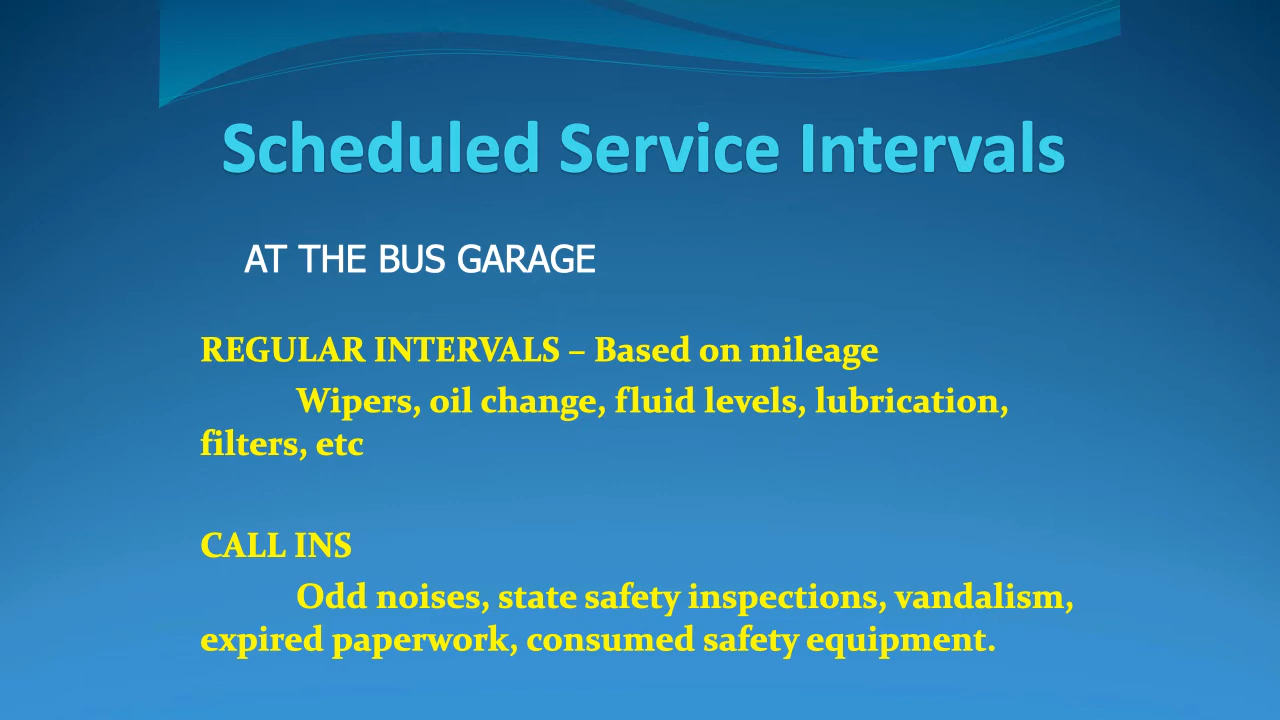 Scheduled Service Intervals
AT THE BUS GARAGE
REGULAR INTERVALS – Based on mileage
Wipers, oil change, fluid levels, lubrication,
filters, etc
CALL INS
Odd noises, state safety inspections, vandalism,
expired paperwork, consumed safety equipment.